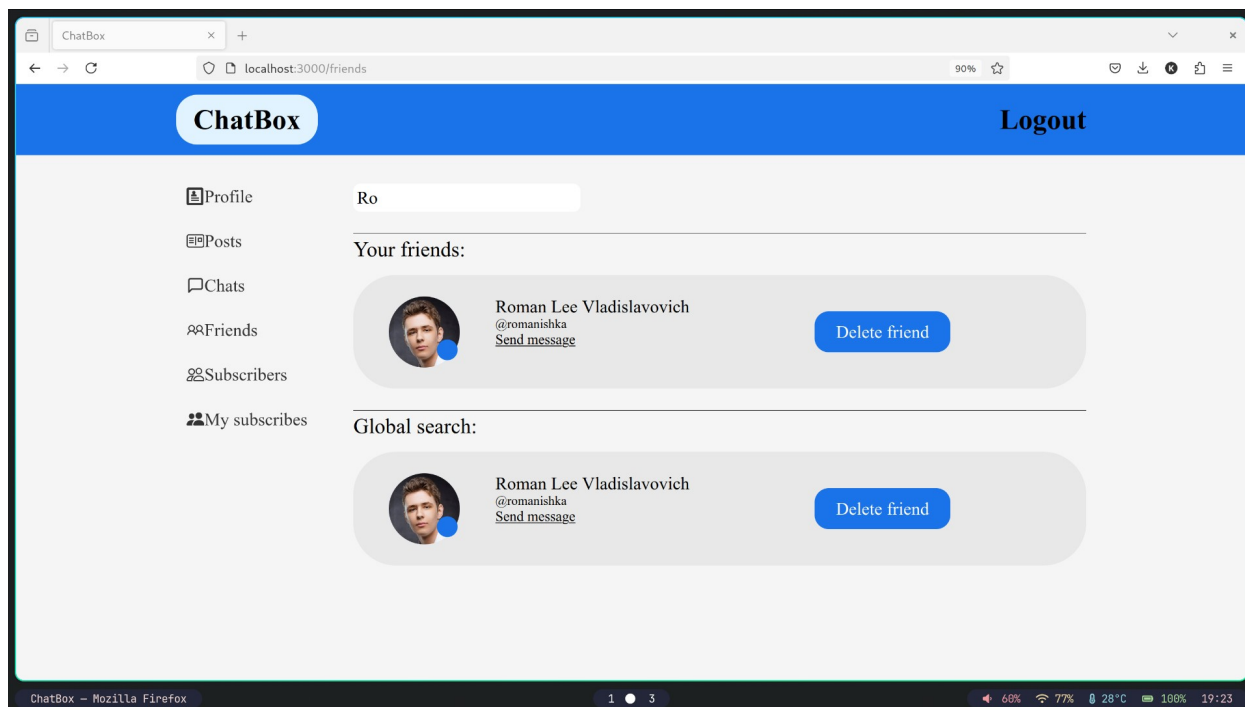 ChatBox
localhost:3000/friends
90%
K
ChatBox
Logout
Profile
Posts
Chats
Friends
Subscribers
My subscribes
Ro
Your friends:
Roman Lee Vladislavovich
@romanishka
Send message
Delete friend
Global search:
Roman Lee Vladislavovich
@romanishka
Send message
Delete friend
ChatBox — Mozilla Firefox
1 3
60% 77% 28°C 100% 19:23